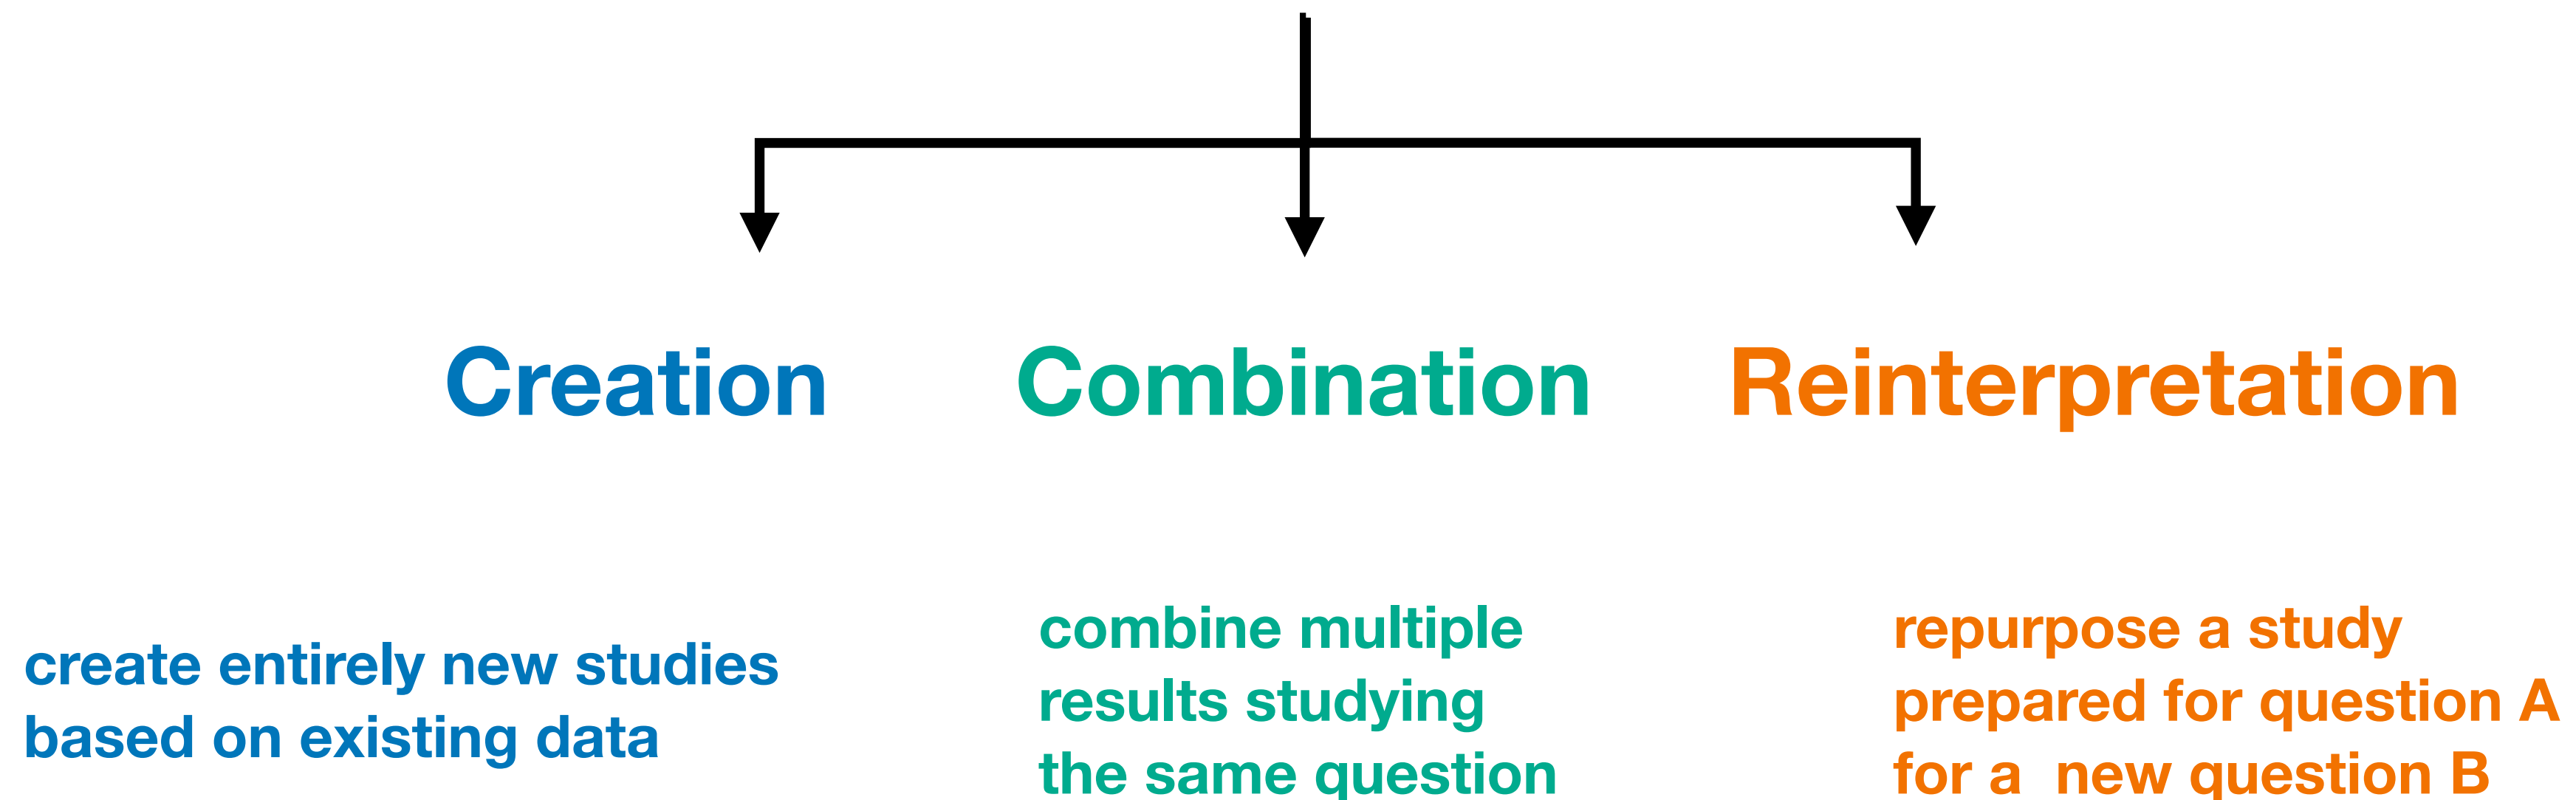 Creation
Combination
Reinterpretation
create entirely new studies
based on existing data
combine multiple
results studying
the same question
repurpose a study
prepared for question A
for a  new question B